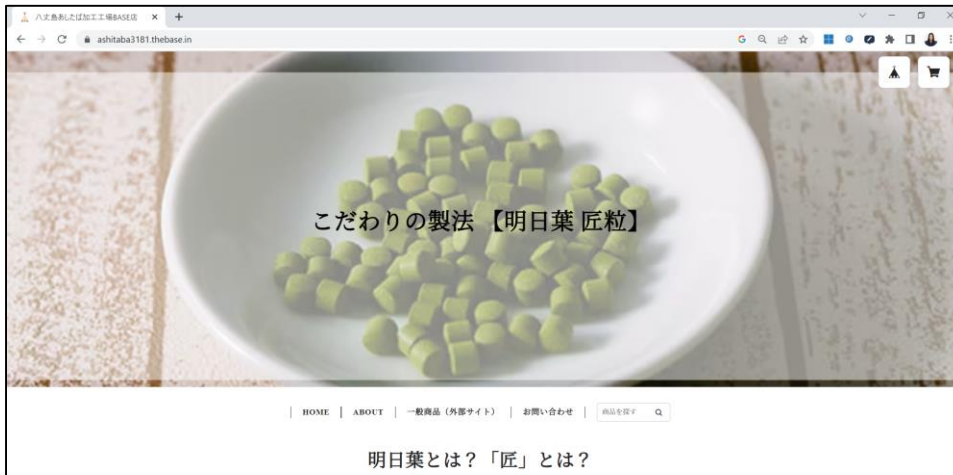 八丈島あしたば加工工場BASE店
ashitaba3181.thebase.in
こだわりの製法 【明日葉 匠粒】
HOME | ABOUT | 一般商品（外部サイト） | お問い合わせ | 商品を探す
明日葉とは？「匠」とは？